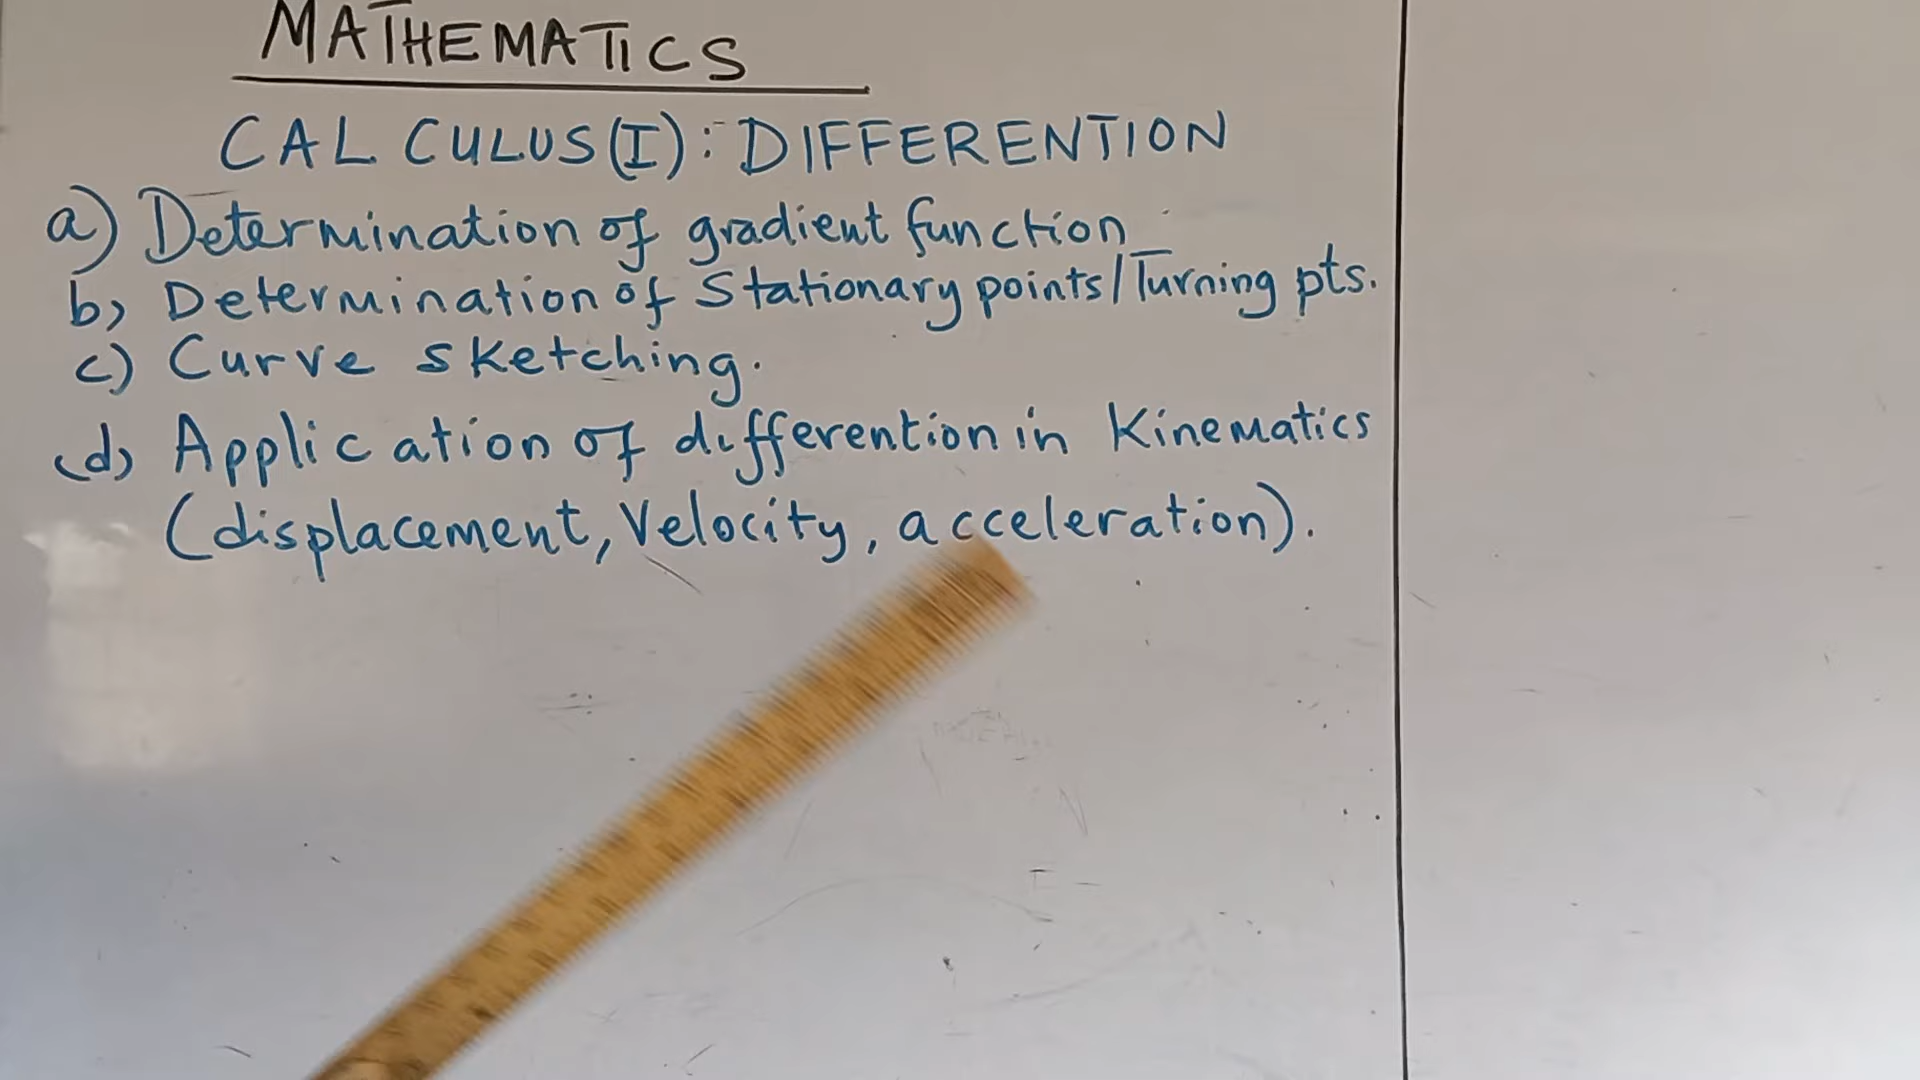 MATHEMATICS
CALCULUS(I): DIFFERENTION
a) Determination of gradient function
b) Determination of Stationary points/Turning pts.
c) Curve sketching.
(d) Application of differention in Kinematics
(displacement, Velocity, acceleration).